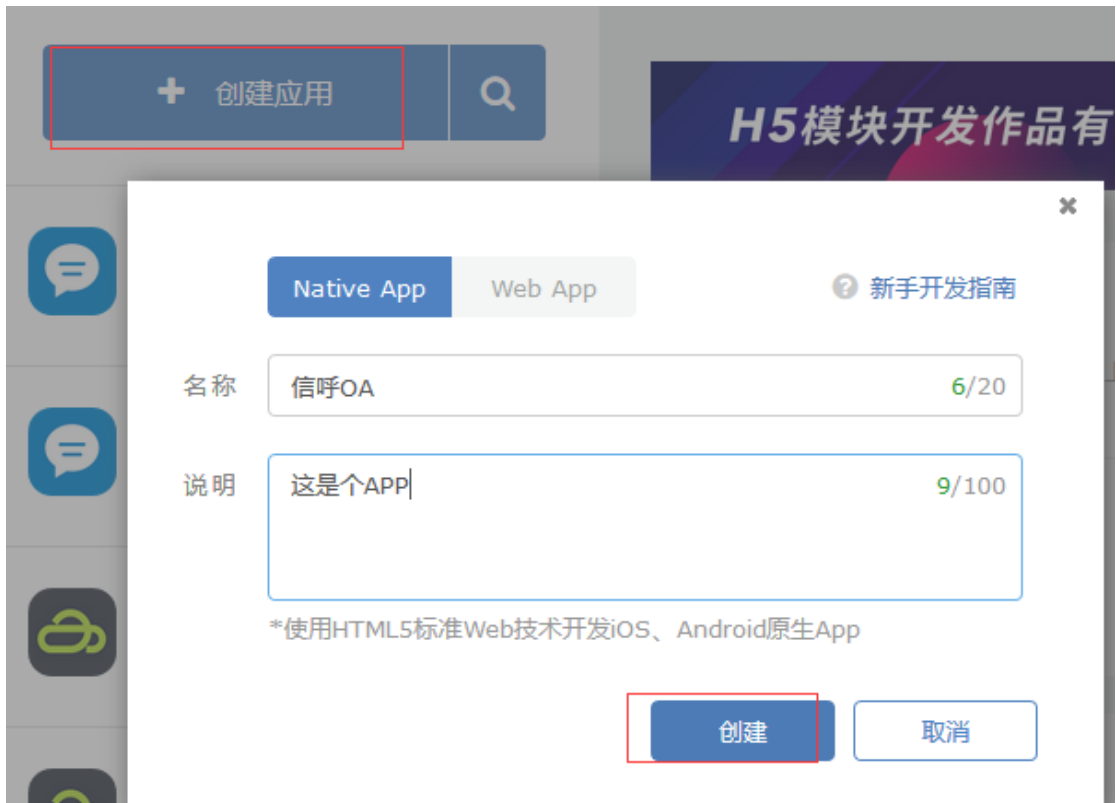 创建应用
H5模块开发作品有
Native App
Web App
新手开发指南
名称
信呼OA
6/20
说明
这是个APP
9/100
*使用HTML5标准Web技术开发iOS、Android原生App
创建
取消